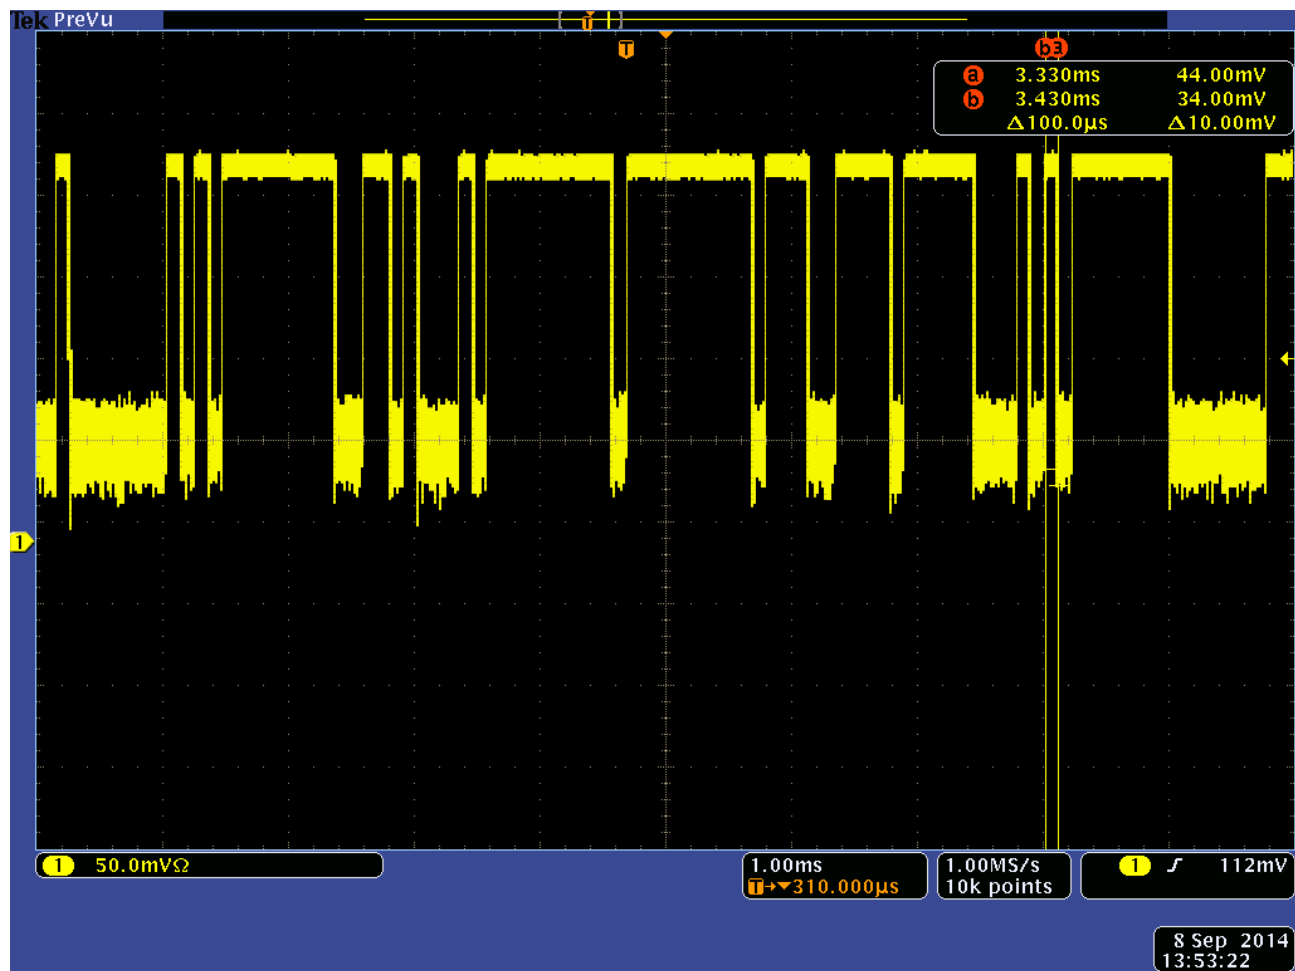 Tek PreVu
T
T
b a
a 3.330ms 44.00mV
b 3.430ms 34.00mV
Δ100.0µs Δ10.00mV
1
1 50.0mVΩ
1.00ms
T→▼310.000µs
1.00MS/s
10k points
1 112mV
8 Sep 2014
13:53:22